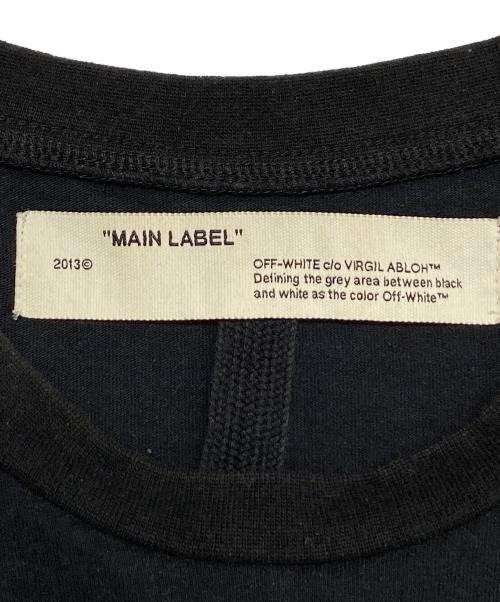 "MAIN LABEL"
2013©
OFF-WHITE c/o VIRGIL ABLOH™
Defining the grey area between black
and white as the color Off-White™